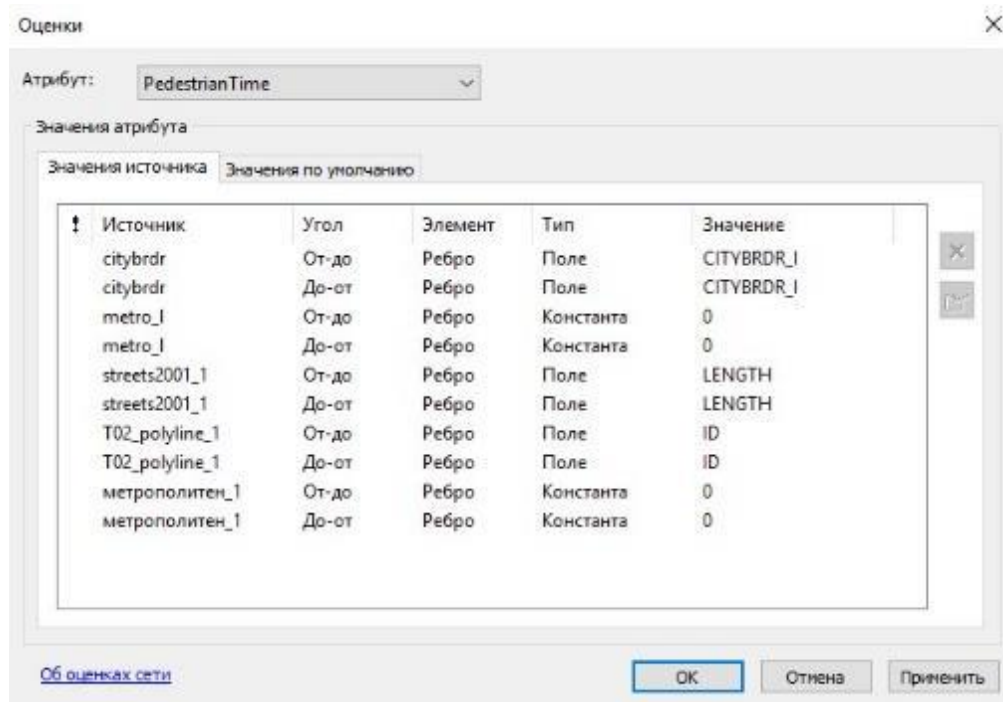 Оценки
Атрибут: PedestrianTime
Значения атрибута
Значения источника Значения по умолчанию
! Источник Угол Элемент Тип Значение
citybrdr От-до Ребро Поле CITYBRDR_I
citybrdr До-от Ребро Поле CITYBRDR_I
metro_l От-до Ребро Константа 0
metro_l До-от Ребро Константа 0
streets2001_1 От-до Ребро Поле LENGTH
streets2001_1 До-от Ребро Поле LENGTH
T02_polyline_1 От-до Ребро Поле ID
T02_polyline_1 До-от Ребро Поле ID
метрополитен_1 От-до Ребро Константа 0
метрополитен_1 До-от Ребро Константа 0
Об оценках сети OK Отмена Применить